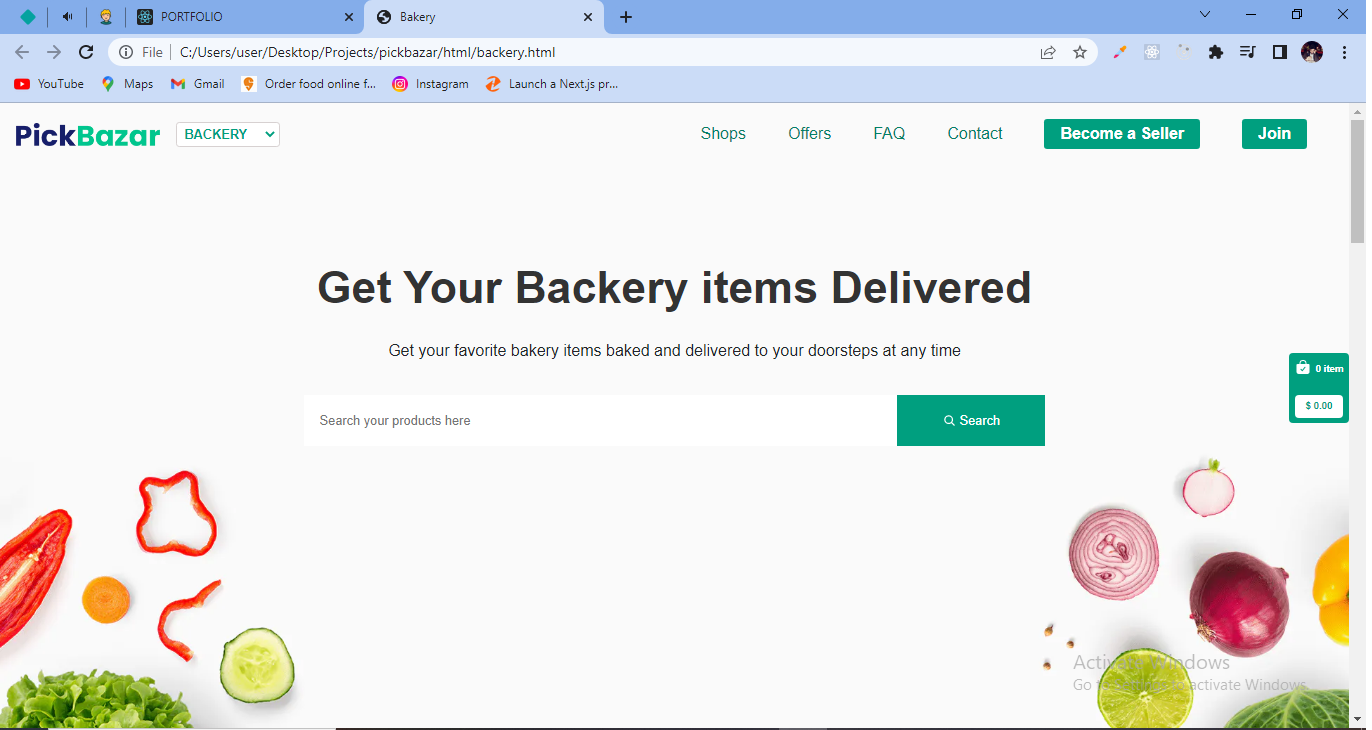 PORTFOLIO
Bakery
File
C:/Users/user/Desktop/Projects/pickbazar/html/backery.html
YouTube
Maps
Gmail
Order food online f...
Instagram
Launch a Next.js pr...
PickBazar
BACKERY
Shops
Offers
FAQ
Contact
Become a Seller
Join
Get Your Backery items Delivered
Get your favorite bakery items baked and delivered to your doorsteps at any time
0 item
$ 0.00
Search your products here
Search
Activate Windows
Go to Settings to activate Windows.